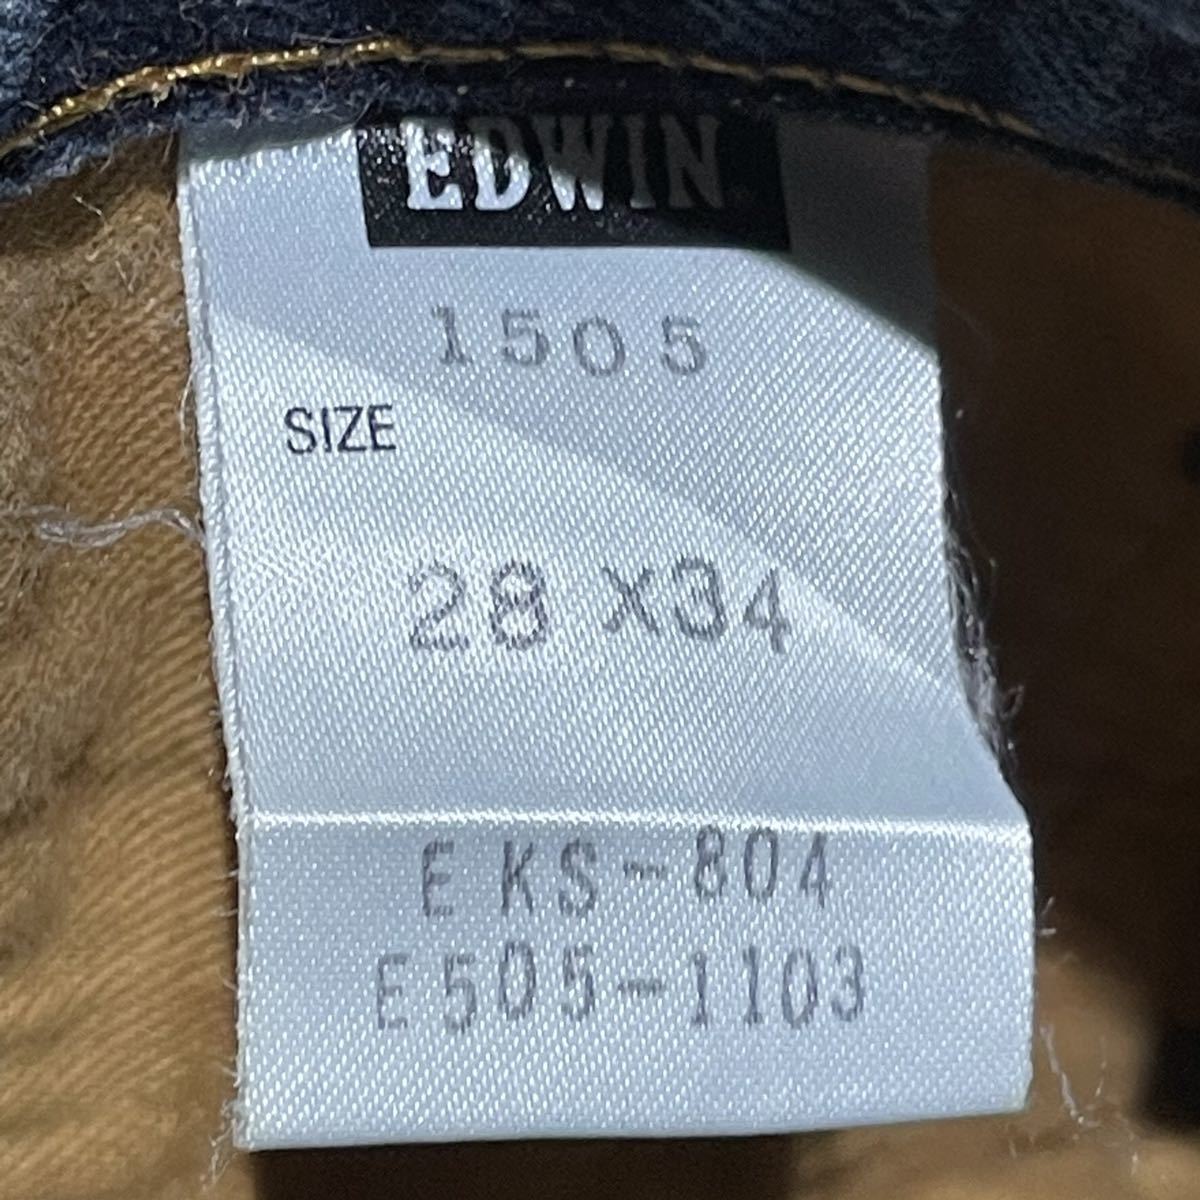 EDWIN
1505
SIZE
28 X34
EKS-804
E505-1103